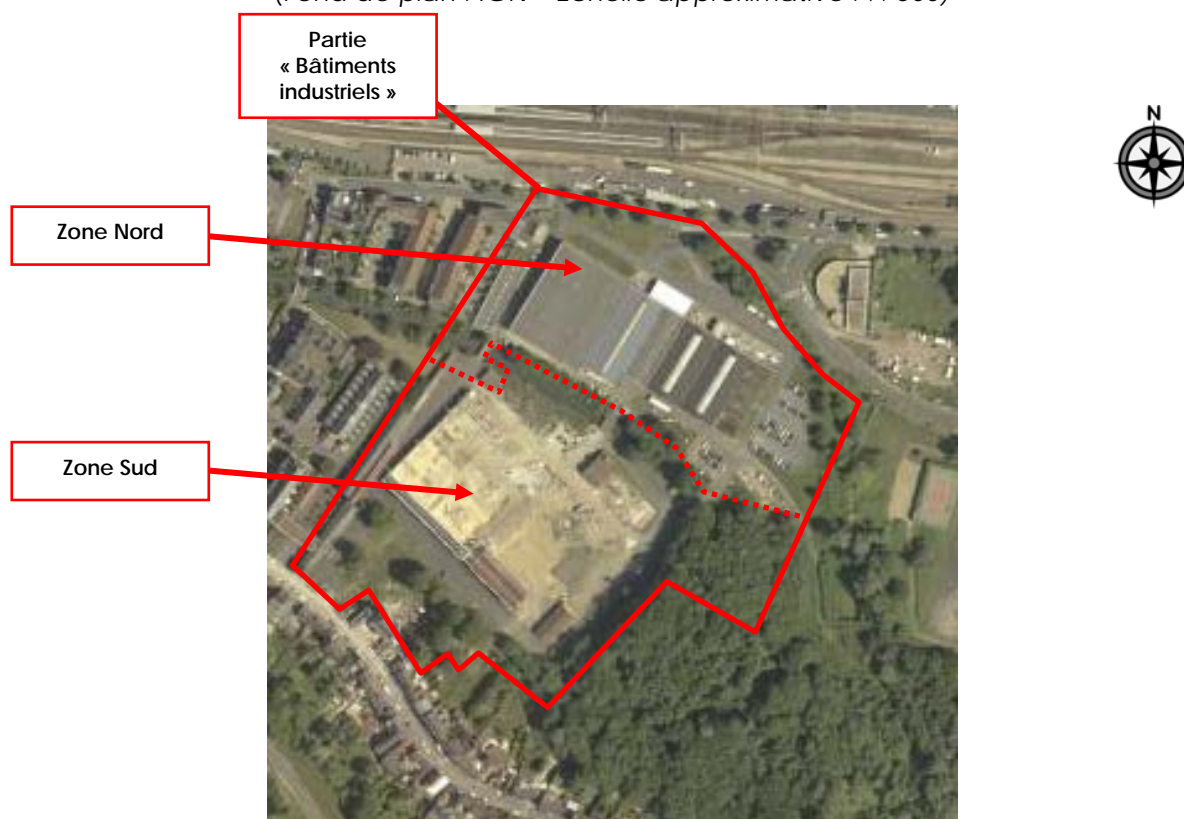 Partie
« Bâtiments
industriels »
N
Zone Nord
Zone Sud